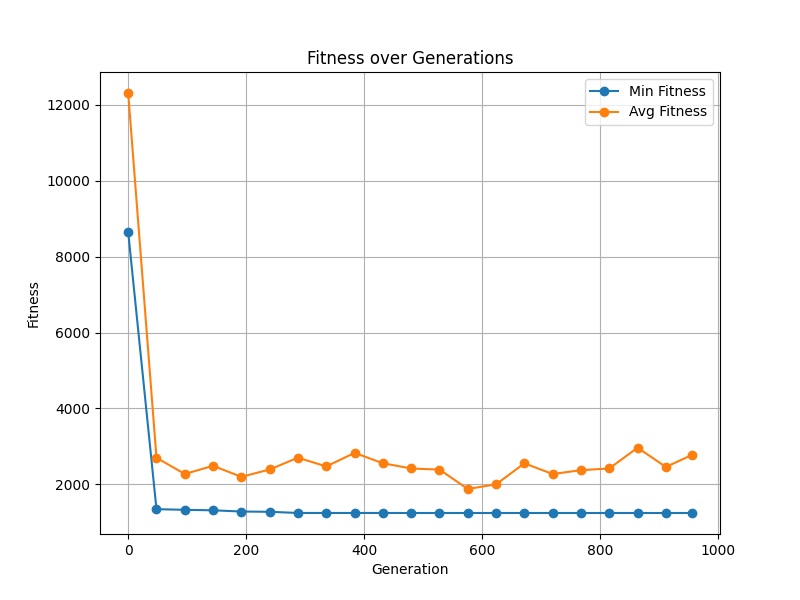 Fitness over Generations
Min Fitness
Avg Fitness
12000
10000
8000
6000
4000
2000
Fitness
0 200 400 600 800 1000
Generation